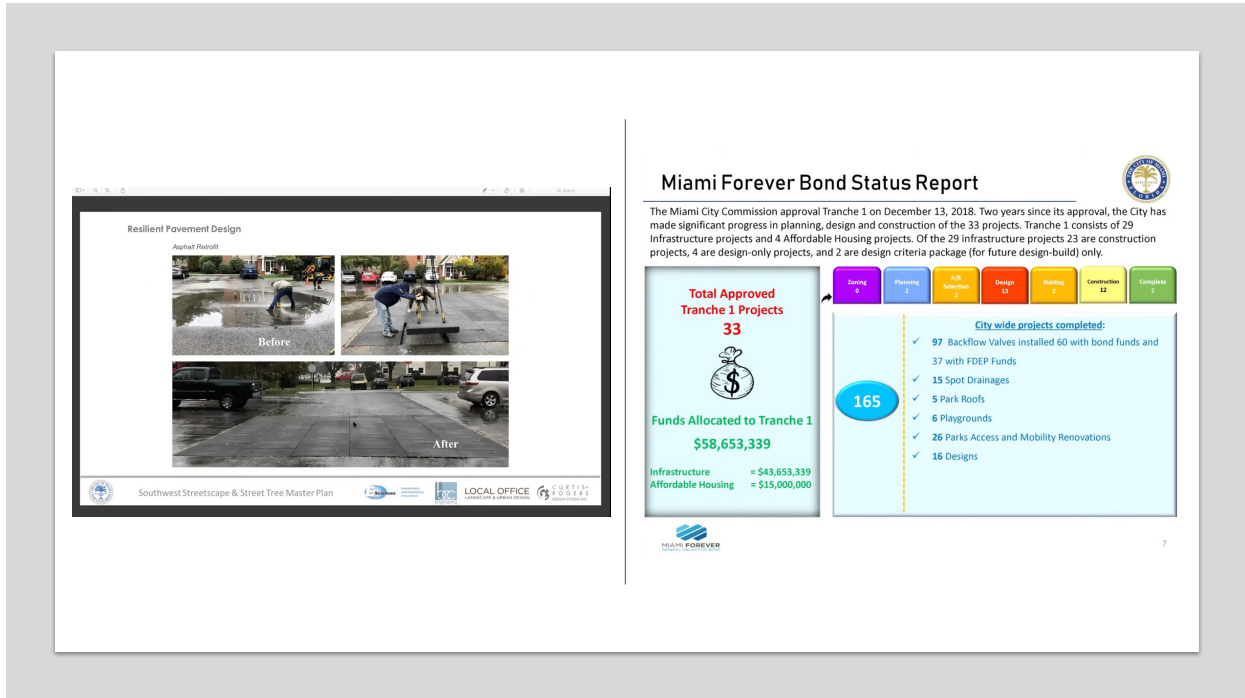 Search
Resilient Pavement Design
Asphalt Retrofit
Before
After
Southwest Streetscape & Street Tree Master Plan
LOCAL OFFICE
LANDSCAPE & URBAN DESIGN
CURTIS+
ROGERS
DESIGN STUDIO INC
Miami Forever Bond Status Report
The Miami City Commission approval Tranche 1 on December 13, 2018. Two years since its approval, the City has
made significant progress in planning, design and construction of the 33 projects. Tranche 1 consists of 29
Infrastructure projects and 4 Affordable Housing projects. Of the 29 infrastructure projects 23 are construction
projects, 4 are design-only projects, and 2 are design criteria package (for future design-build) only.
Total Approved
Tranche 1 Projects
33
$
Funds Allocated to Tranche 1
$58,653,339
Infrastructure = $43,653,339
Affordable Housing = $15,000,000
Zoning
0
Planning
2
A/E
Selection
2
Design
13
Bidding
2
Construction
12
Complete
2
165
City wide projects completed:
✓ 97 Backflow Valves installed 60 with bond funds and
37 with FDEP Funds
✓ 15 Spot Drainages
✓ 5 Park Roofs
✓ 6 Playgrounds
✓ 26 Parks Access and Mobility Renovations
✓ 16 Designs
MIAMI FOREVER
GENERAL OBLIGATION BOND
7